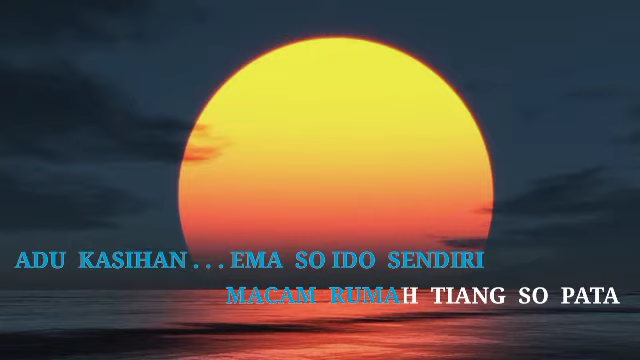 ADU KASIHAN... EMA SO IDO SENDIRI
MACAM RUMAH TIANG SO PATA